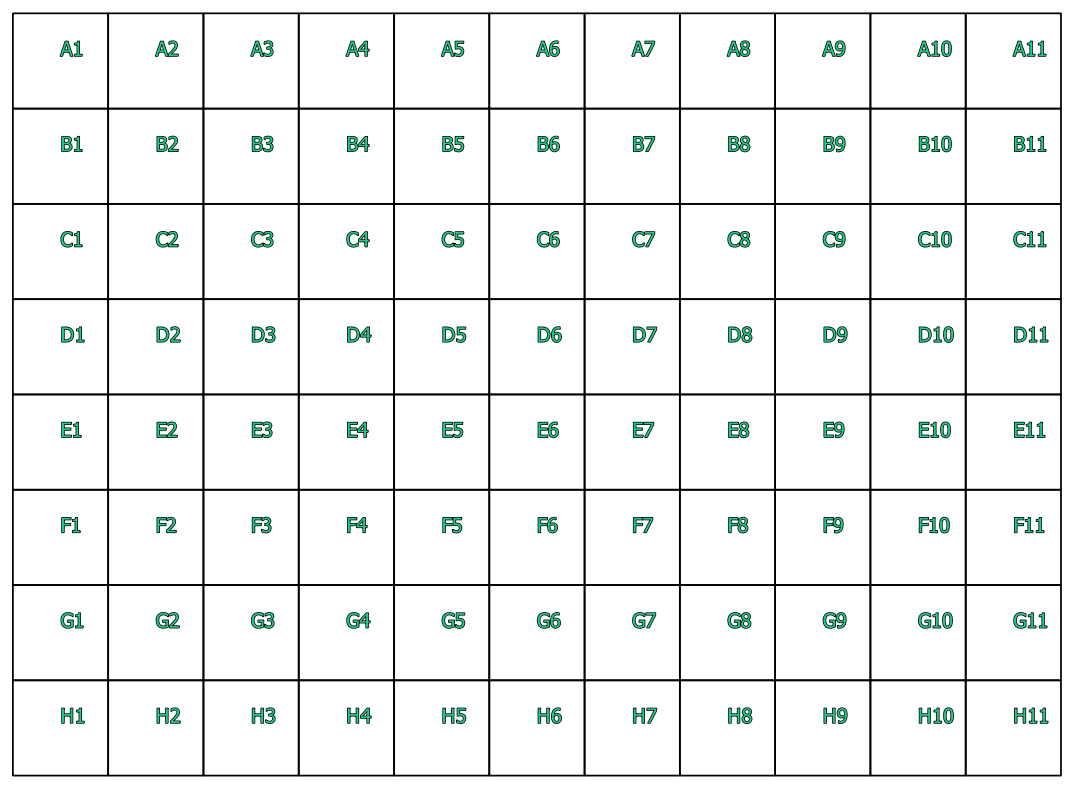 A1 A2 A3 A4 A5 A6 A7 A8 A9 A10 A11
B1 B2 B3 B4 B5 B6 B7 B8 B9 B10 B11
C1 C2 C3 C4 C5 C6 C7 C8 C9 C10 C11
D1 D2 D3 D4 D5 D6 D7 D8 D9 D10 D11
E1 E2 E3 E4 E5 E6 E7 E8 E9 E10 E11
F1 F2 F3 F4 F5 F6 F7 F8 F9 F10 F11
G1 G2 G3 G4 G5 G6 G7 G8 G9 G10 G11
H1 H2 H3 H4 H5 H6 H7 H8 H9 H10 H11